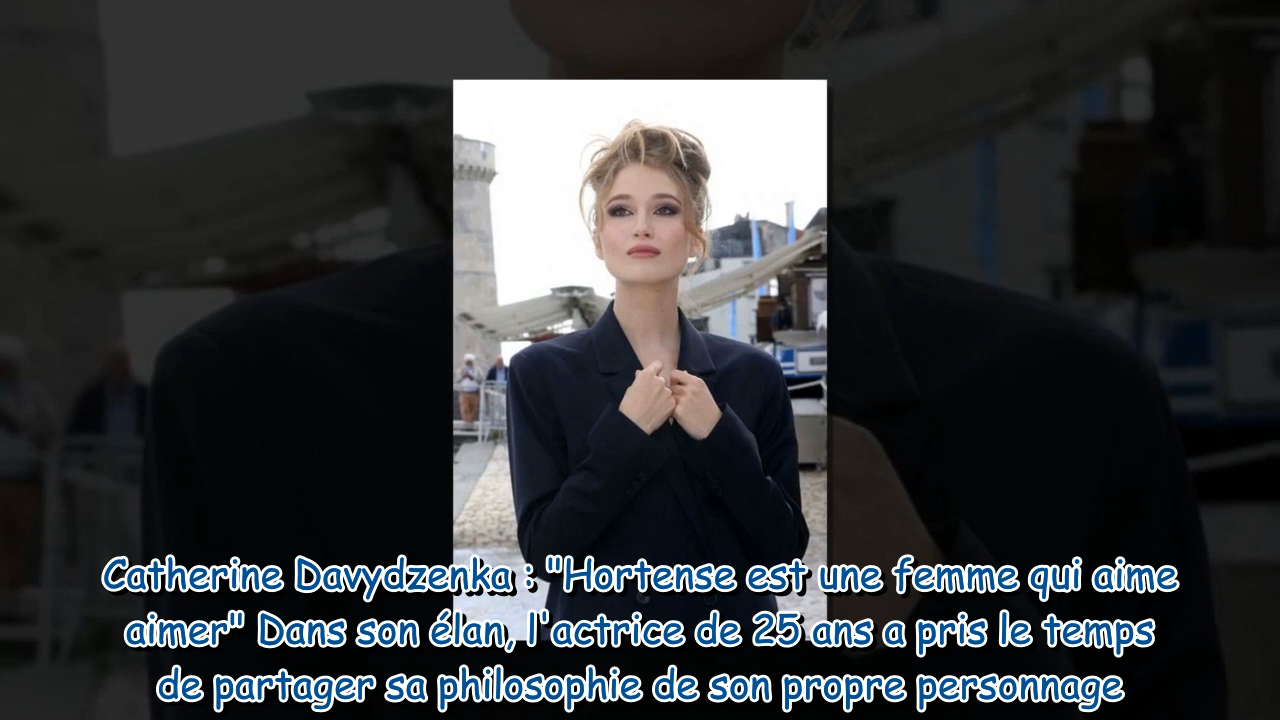 Catherine Davydzenka : "Hortense est une femme qui aime
aimer" Dans son élan, l'actrice de 25 ans a pris le temps
de partager sa philosophie de son propre personnage